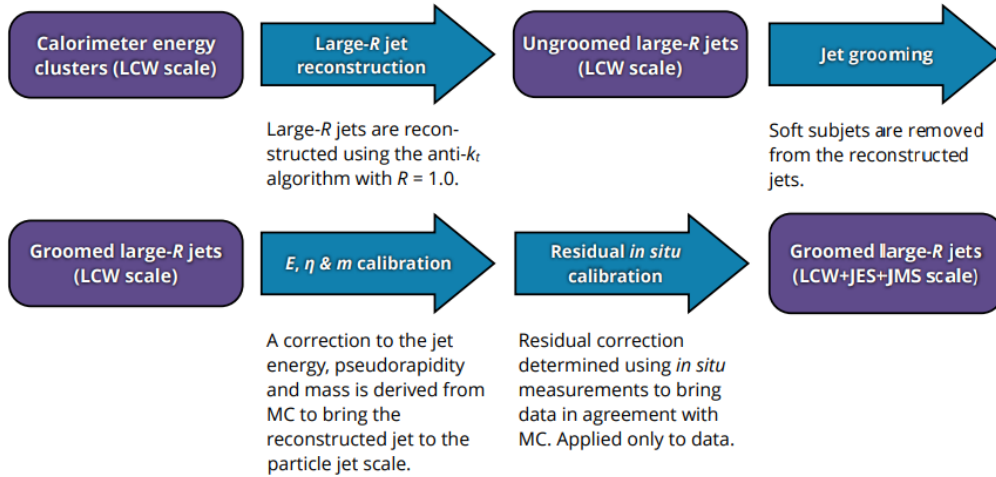 Calorimeter energy
clusters (LCW scale)
Large-R jet
reconstruction
Ungroomed large-R jets
(LCW scale)
Jet grooming
Large-R jets are recon-
structed using the anti-kt
algorithm with R = 1.0.
Soft subjets are removed
from the reconstructed
jets.
Groomed large-R jets
(LCW scale)
E, η & m calibration
Residual in situ
calibration
Groomed large-R jets
(LCW+JES+JMS scale)
A correction to the jet
energy, pseudorapidity
and mass is derived from
MC to bring the
reconstructed jet to the
particle jet scale.
Residual correction
determined using in situ
measurements to bring
data in agreement with
MC. Applied only to data.